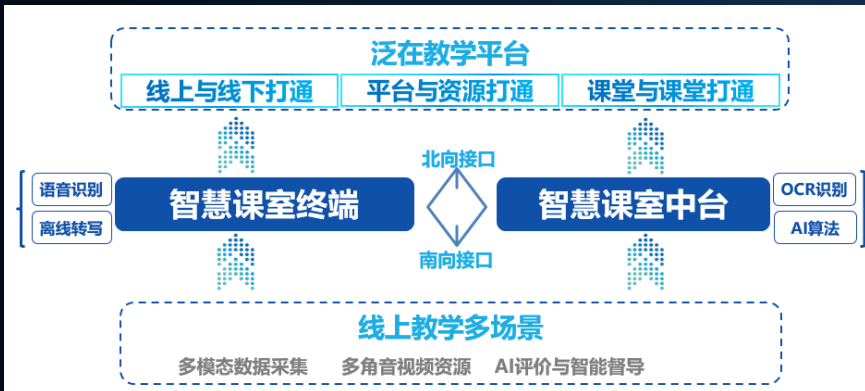 泛在教学平台
线上与线下打通 平台与资源打通 课堂与课堂打通
北向接口
语音识别
离线转写
智慧课室终端
智慧课室中台
OCR识别
AI算法
南向接口
线上教学多场景
多模态数据采集 多角音视频资源 AI评价与智能督导